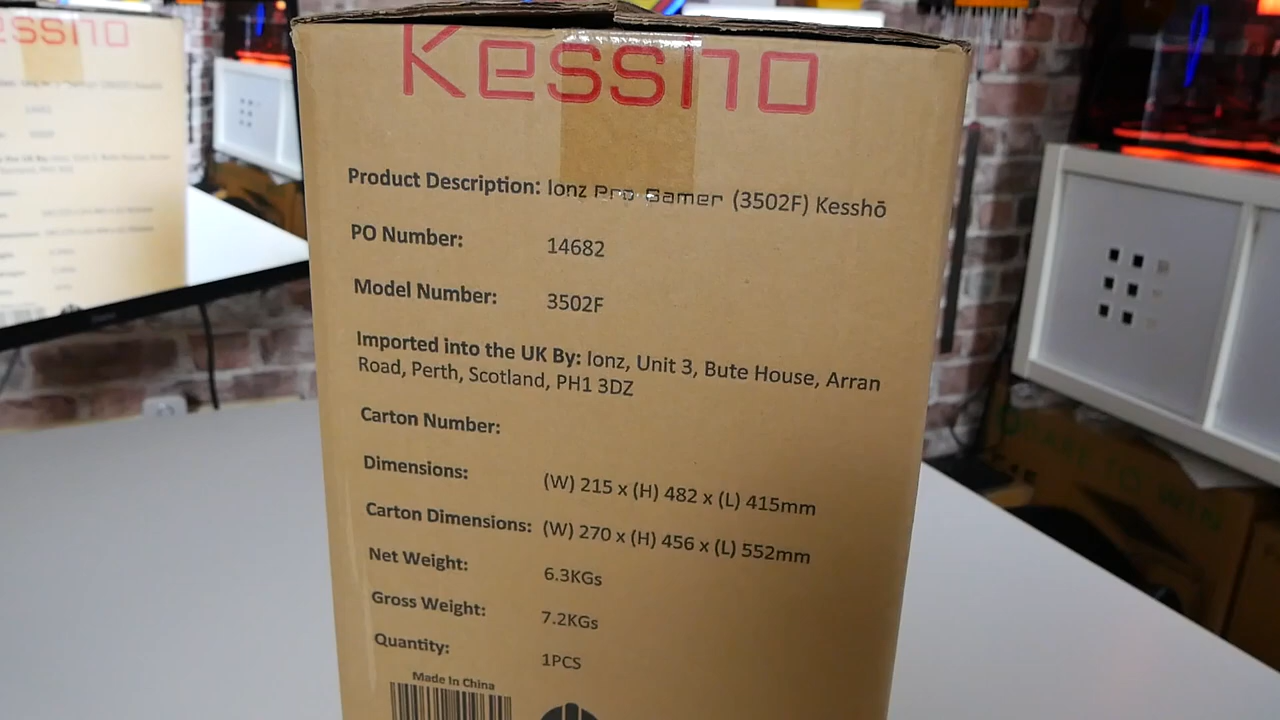 Kessho
Product Description: Ionz Pro Gamer (3502F) Kesshō
PO Number: 14682
Model Number: 3502F
Imported into the UK By: Ionz, Unit 3, Bute House, Arran
Road, Perth, Scotland, PH1 3DZ
Carton Number:
Dimensions: (W) 215 x (H) 482 x (L) 415mm
Carton Dimensions: (W) 270 x (H) 456 x (L) 552mm
Net Weight: 6.3KGs
Gross Weight: 7.2KGs
Quantity: 1PCS
Made In China